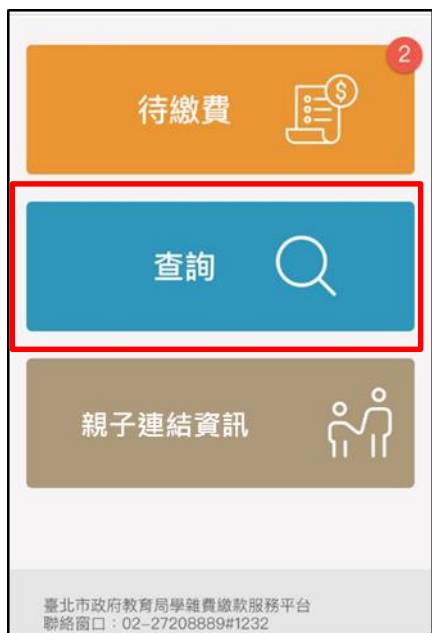 2
待繳費
查詢
親子連結資訊
臺北市政府教育局學雜費繳款服務平台
聯絡窗口：02-27208889#1232